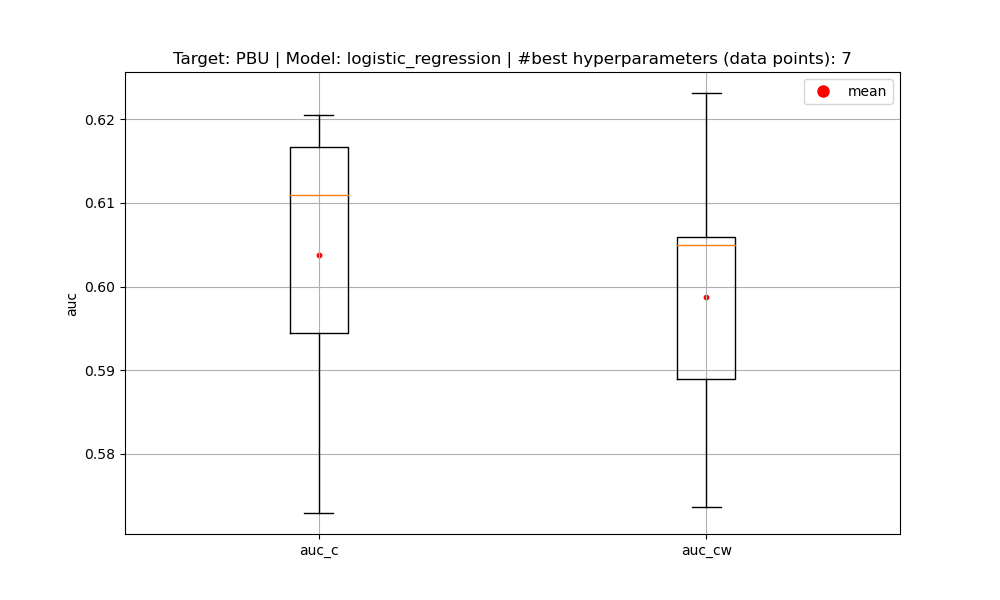 Target: PBU | Model: logistic_regression | #best hyperparameters (data points): 7
mean
0.62
0.61
0.60
0.59
0.58
auc
auc_c
auc_cw